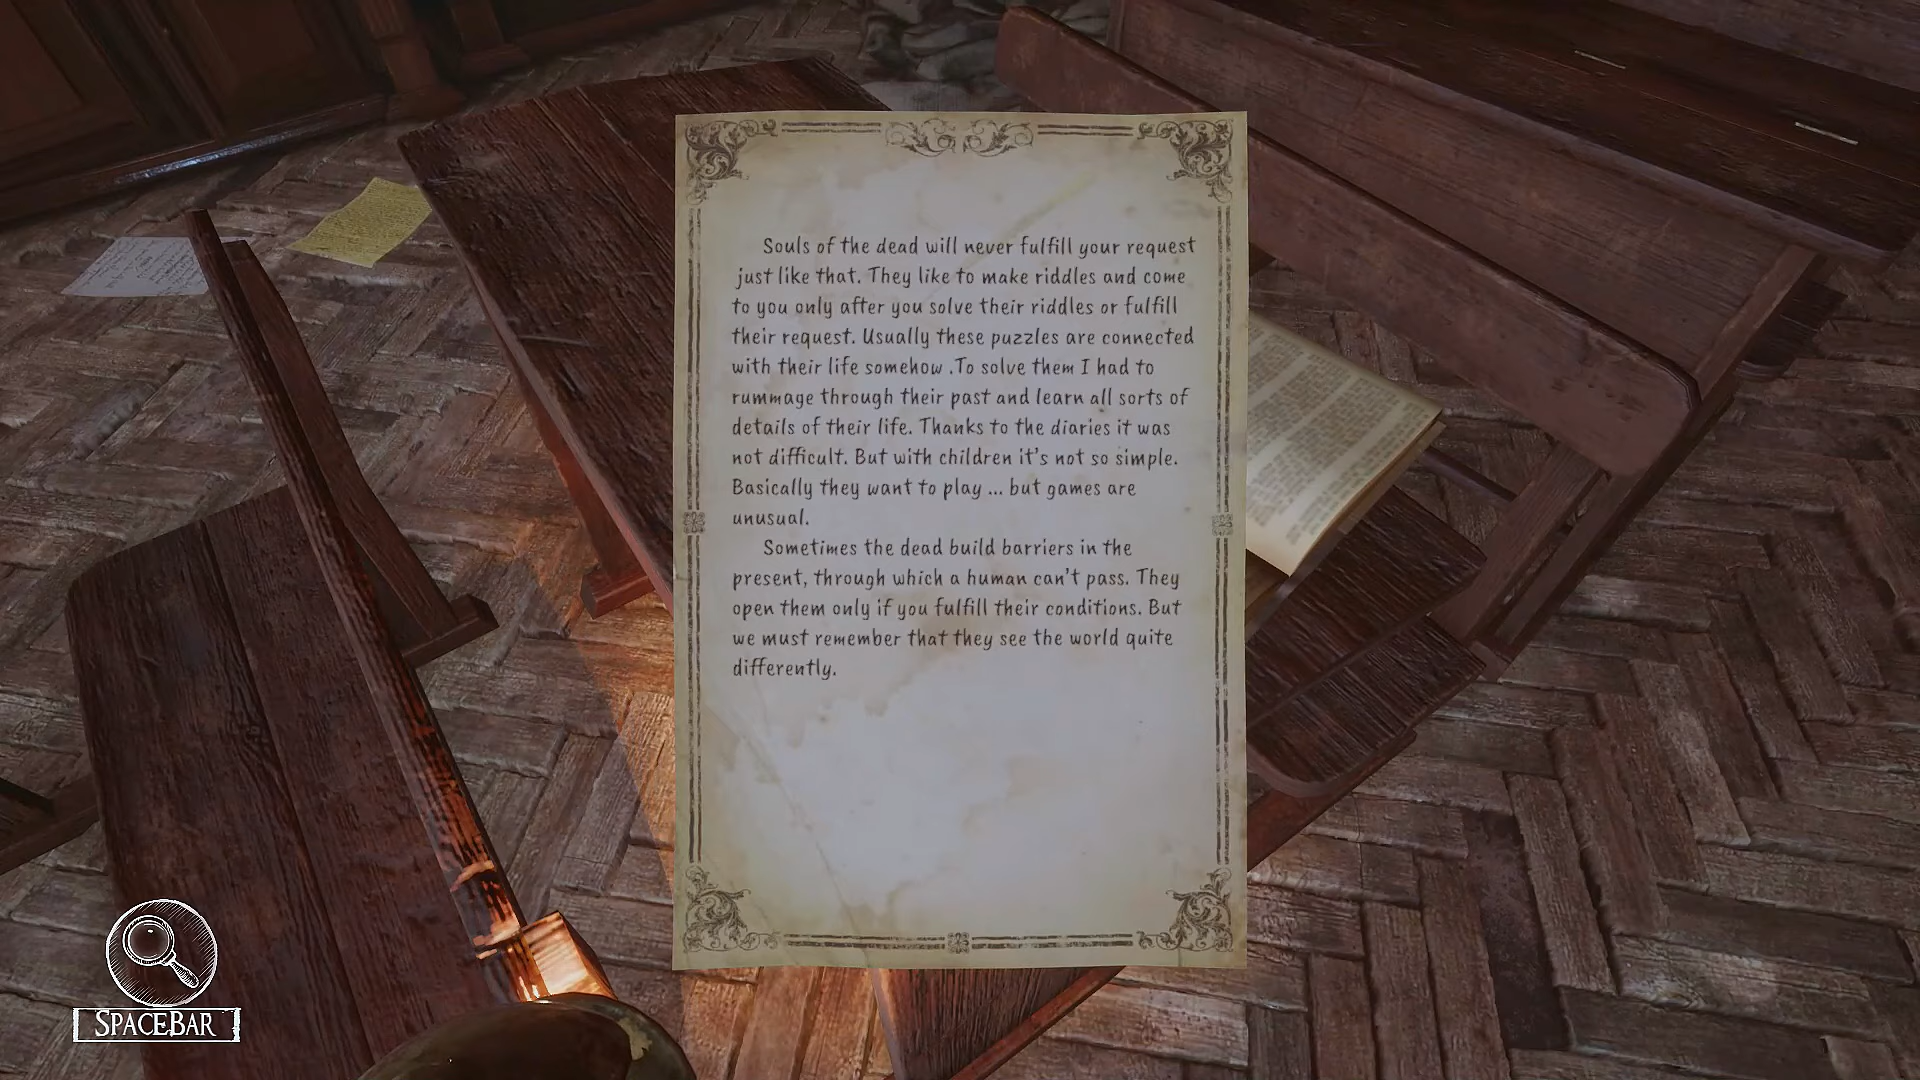 Souls of the dead will never fulfill your request
just like that. They like to make riddles and come
to you only after you solve their riddles or fulfill
their request. Usually these puzzles are connected
with their life somehow .To solve them I had to
rummage through their past and learn all sorts of
details of their life. Thanks to the diaries it was
not difficult. But with children it's not so simple.
Basically they want to play ... but games are
unusual.
Sometimes the dead build barriers in the
present, through which a human can't pass. They
open them only if you fulfill their conditions. But
we must remember that they see the world quite
differently.
SPACEBAR